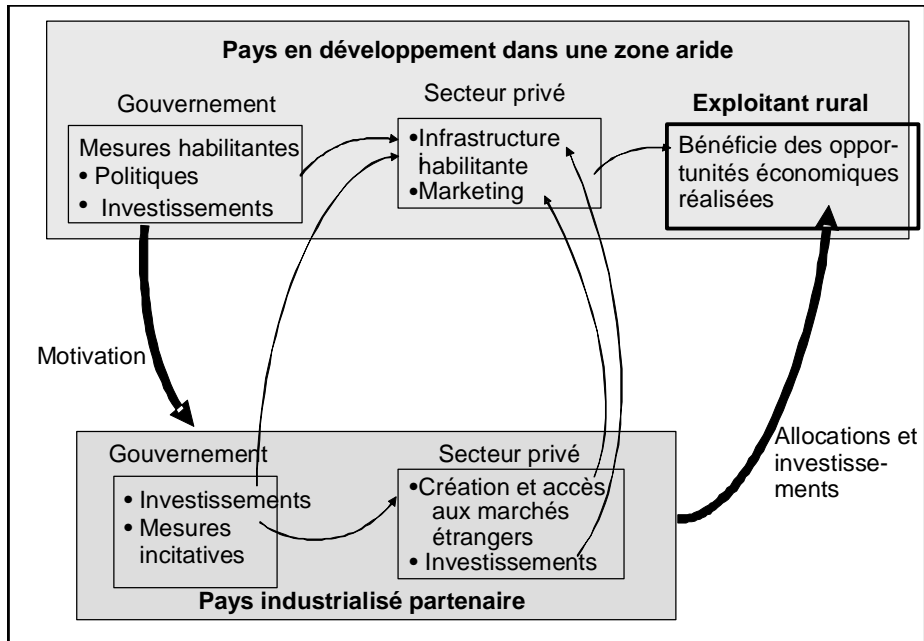 Pays en développement dans une zone aride
Gouvernement
Mesures habilitantes
• Politiques
• Investissements
Secteur privé
•Infrastructure
habilitante
•Marketing
Exploitant rural
Bénéficie des oppor-
tunités économiques
réalisées
Motivation
Allocations et
investisse-
ments
Gouvernement
• Investissements
• Mesures
incitatives
Secteur privé
•Création et accès
aux marchés
étrangers
• Investissements
Pays industrialisé partenaire